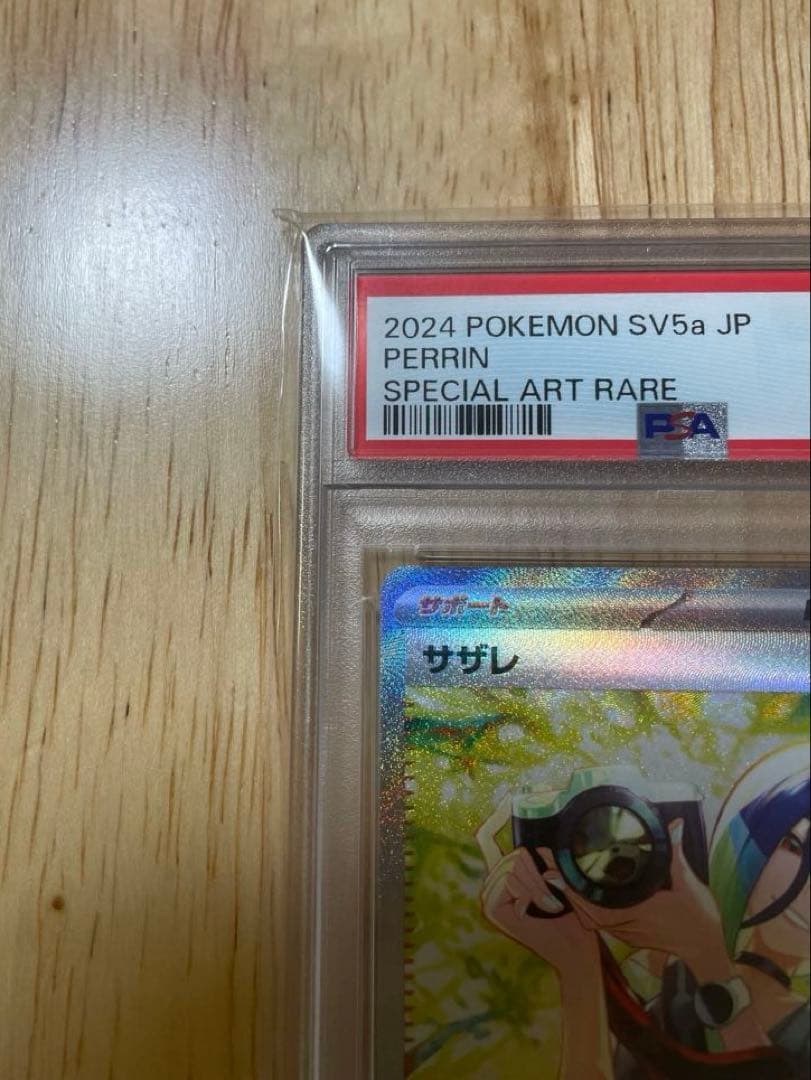 2024 POKEMON SV5a JP
PERRIN
SPECIAL ART RARE
PSA
サポート
サザレ